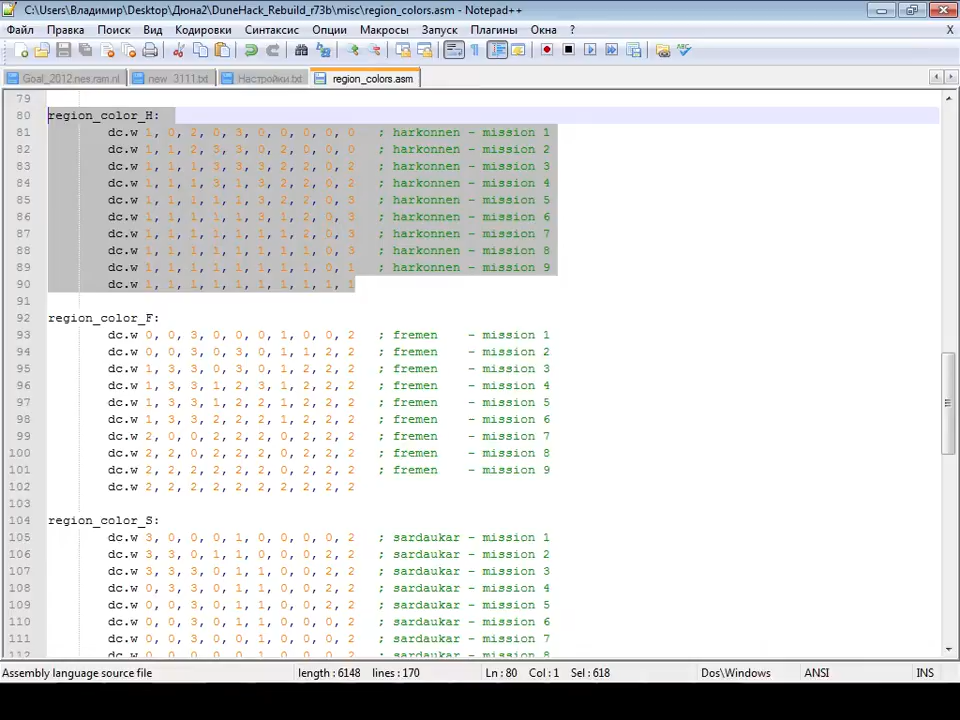 C:\Users\Владимир\Desktop\Дюна2\DuneHack_Rebuild_r73b\misc\region_colors.asm - Notepad++
Файл Правка Поиск Вид Кодировки Синтаксис Опции Макросы Запуск Плагины Окна ? X
Goal_2012.nes.ram.nl new 3111.txt Настройки.txt region_colors.asm
79
80 region_color_H:
81 dc.w 1, 0, 2, 0, 3, 0, 0, 0, 0, 0 ; harkonnen - mission 1
82 dc.w 1, 1, 2, 3, 3, 0, 2, 0, 0, 0 ; harkonnen - mission 2
83 dc.w 1, 1, 1, 3, 3, 3, 2, 2, 0, 2 ; harkonnen - mission 3
84 dc.w 1, 1, 1, 3, 1, 3, 2, 2, 0, 2 ; harkonnen - mission 4
85 dc.w 1, 1, 1, 1, 1, 3, 2, 2, 0, 3 ; harkonnen - mission 5
86 dc.w 1, 1, 1, 1, 1, 3, 1, 2, 0, 3 ; harkonnen - mission 6
87 dc.w 1, 1, 1, 1, 1, 1, 1, 2, 0, 3 ; harkonnen - mission 7
88 dc.w 1, 1, 1, 1, 1, 1, 1, 1, 0, 3 ; harkonnen - mission 8
89 dc.w 1, 1, 1, 1, 1, 1, 1, 1, 0, 1 ; harkonnen - mission 9
90 dc.w 1, 1, 1, 1, 1, 1, 1, 1, 1, 1
91
92 region_color_F:
93 dc.w 0, 0, 3, 0, 0, 0, 1, 0, 0, 2 ; fremen - mission 1
94 dc.w 0, 0, 3, 0, 3, 0, 1, 1, 2, 2 ; fremen - mission 2
95 dc.w 1, 3, 3, 0, 3, 0, 1, 2, 2, 2 ; fremen - mission 3
96 dc.w 1, 3, 3, 1, 2, 3, 1, 2, 2, 2 ; fremen - mission 4
97 dc.w 1, 3, 3, 1, 2, 2, 1, 2, 2, 2 ; fremen - mission 5
98 dc.w 1, 3, 3, 2, 2, 2, 1, 2, 2, 2 ; fremen - mission 6
99 dc.w 2, 0, 0, 2, 2, 2, 0, 2, 2, 2 ; fremen - mission 7
100 dc.w 2, 2, 0, 2, 2, 2, 0, 2, 2, 2 ; fremen - mission 8
101 dc.w 2, 2, 2, 2, 2, 2, 0, 2, 2, 2 ; fremen - mission 9
102 dc.w 2, 2, 2, 2, 2, 2, 2, 2, 2, 2
103
104 region_color_S:
105 dc.w 3, 0, 0, 0, 1, 0, 0, 0, 0, 2 ; sardaukar - mission 1
106 dc.w 3, 3, 0, 1, 1, 0, 0, 0, 2, 2 ; sardaukar - mission 2
107 dc.w 3, 3, 3, 0, 1, 1, 0, 0, 2, 2 ; sardaukar - mission 3
108 dc.w 0, 3, 3, 0, 1, 1, 0, 0, 2, 2 ; sardaukar - mission 4
109 dc.w 0, 0, 3, 0, 1, 1, 0, 0, 2, 2 ; sardaukar - mission 5
110 dc.w 0, 0, 3, 0, 1, 1, 0, 0, 2, 2 ; sardaukar - mission 6
111 dc.w 0, 0, 3, 0, 0, 1, 0, 0, 2, 2 ; sardaukar - mission 7
112 dc.w 0, 0, 0, 0, 0, 1, 0, 0, 2, 2 ; sardaukar - mission 8
Assembly language source file length : 6148 lines : 170 Ln : 80 Col : 1 Sel : 618 Dos\Windows ANSI INS